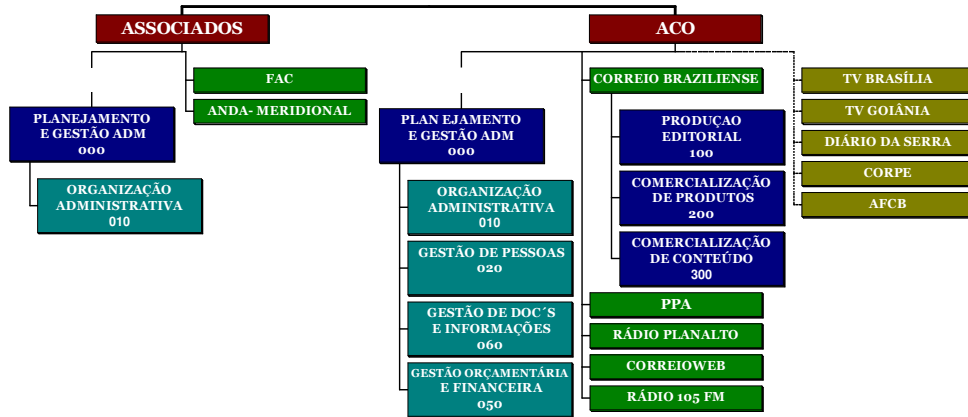 ASSOCIADOS
FAC
ANDA- MERIDIONAL
PLANEJAMENTO
E GESTÃO ADM
000
ORGANIZAÇÃO
ADMINISTRATIVA
010
ACO
PLAN EJAMENTO
E GESTÃO ADM
000
ORGANIZAÇÃO
ADMINISTRATIVA
010
GESTÃO DE PESSOAS
020
GESTÃO DE DOC´S
E INFORMAÇÕES
060
GESTÃO ORÇAMENTÁRIA
E FINANCEIRA
050
CORREIO BRAZILIENSE
PRODUÇAO
EDITORIAL
100
COMERCIALIZAÇÃO
DE PRODUTOS
200
COMERCIALIZAÇÃO
DE CONTEÚDO
300
PPA
RÁDIO PLANALTO
CORREIOWEB
RÁDIO 105 FM
TV BRASÍLIA
TV GOIÂNIA
DIÁRIO DA SERRA
CORPE
AFCB